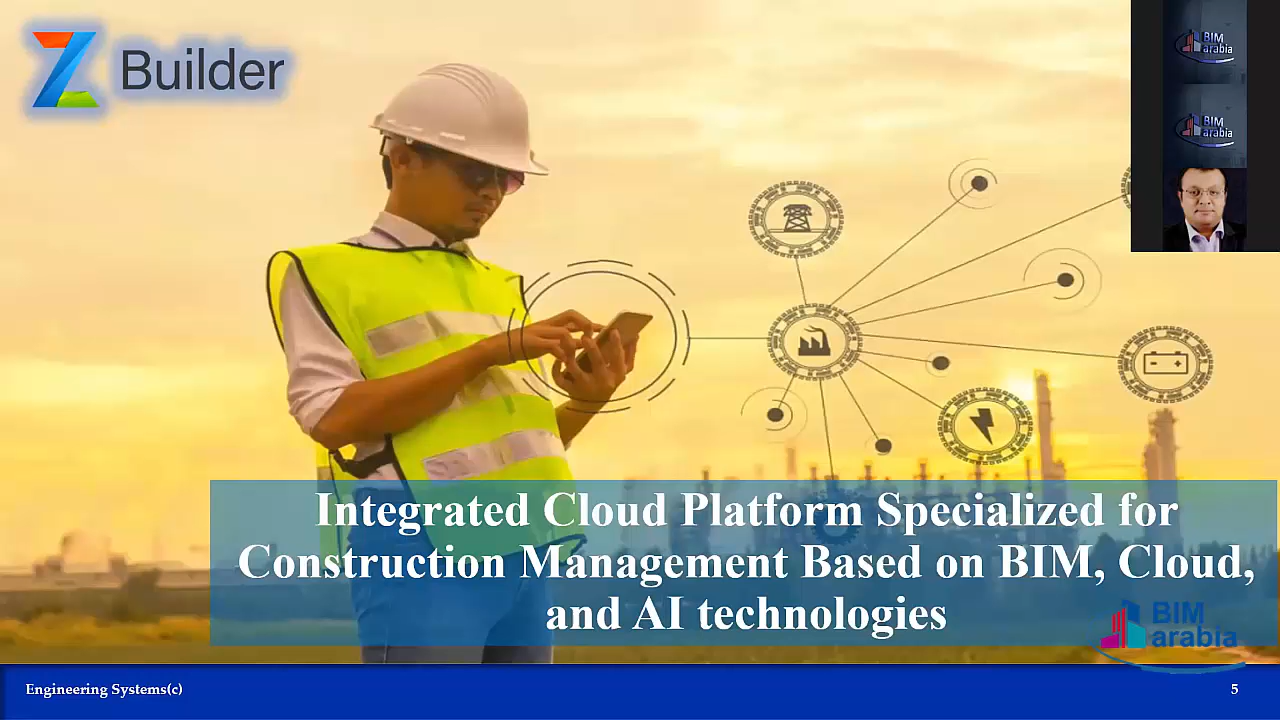 Z Builder
BIM
arabia
BIM
arabia
Integrated Cloud Platform Specialized for
Construction Management Based on BIM, Cloud,
and AI technologies
BIM
arabia
Engineering Systems(c)
5